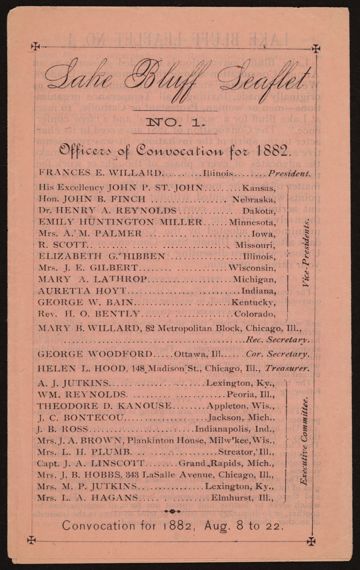 Lake Bluff Leaflet
NO. 1.
Officers of Convocation for 1882.
FRANCES E. WILLARD........Illinois........President.
His Excellency JOHN P. ST. JOHN........Kansas,
Hon. JOHN B. FINCH........Nebraska,
Dr. HENRY A. REYNOLDS........Dakota,
EMILY HUNTINGTON MILLER......Minnesota,
Mrs. A. M. PALMER........Iowa,
R. SCOTT........Missouri,
ELIZABETH G. HIBBEN........Illinois,
Mrs. J. E. GILBERT........Wisconsin,
MARY A. LATHROP........Michigan,
AURETTA HOYT........Indiana,
GEORGE W. BAIN........Kentucky,
Rev. H. O. BENTLY........Colorado,
Vice-Presidents.
MARY B. WILLARD, 82 Metropolitan Block, Chicago, Ill.,
........Rec. Secretary.
GEORGE WOODFORD.....Ottawa, Ill..... Cor. Secretary.
HELEN L. HOOD, 148 Madison St., Chicago, Ill., Treasurer.
A. J. JUTKINS........Lexington, Ky.,
WM. REYNOLDS........Peoria, Ill.,
THEODORE D. KANOUSE........Appleton, Wis.,
J. C. BONTECOU........Jackson, Mich.,
J. B. ROSS........Indianapolis, Ind.,
Mrs. J. A. BROWN, Plankinton House, Milw'kee, Wis.,
Mrs. L. H. PLUMB........Streator, Ill.,
Capt. J. A. LINSCOTT......Grand Rapids, Mich.,
Mrs. J. B. HOBBS, 343 LaSalle Avenue, Chicago, Ill.,
Mrs. M. P. JUTKINS........Lexington, Ky.,
Mrs. L. A. HAGANS........Elmhurst, Ill.,
Executive Committee.
Convocation for 1882, Aug. 8 to 22.